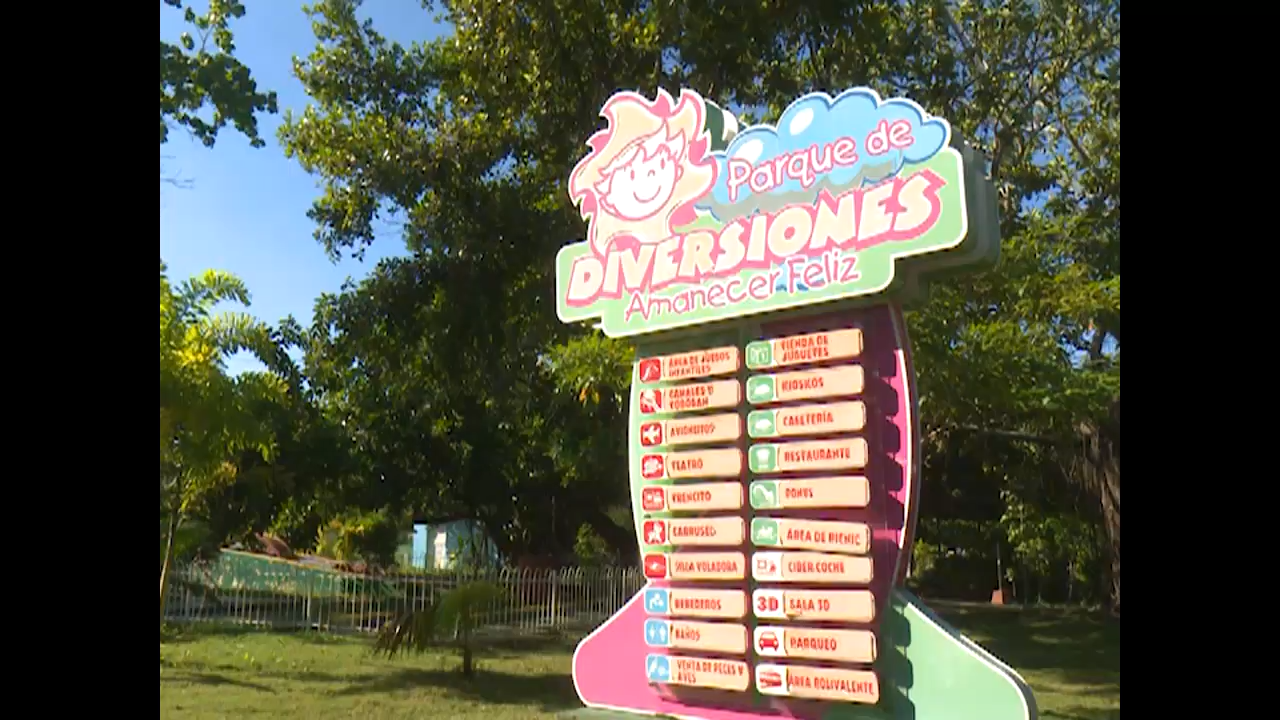 Parque de
DIVERSIONES
Amanecer Feliz
ÁREA DE JUEGOS
INFANTILES
CANALES Y
AVIONCITOS
TEATRO
TRENCITO
CARRUSEL
SILLA VOLADORA
BEBEDEROS
BAÑOS
VENTA DE PECES Y
AVES
TIENDA DE
JUGUETES
KIOSKOS
CAFETERÍA
RESTAURANTE
PONYS
ÁREA DE PICNIC
CIBER COCHE
3D SALA 3D
PARQUEO
ÁREA POLIVALENTE